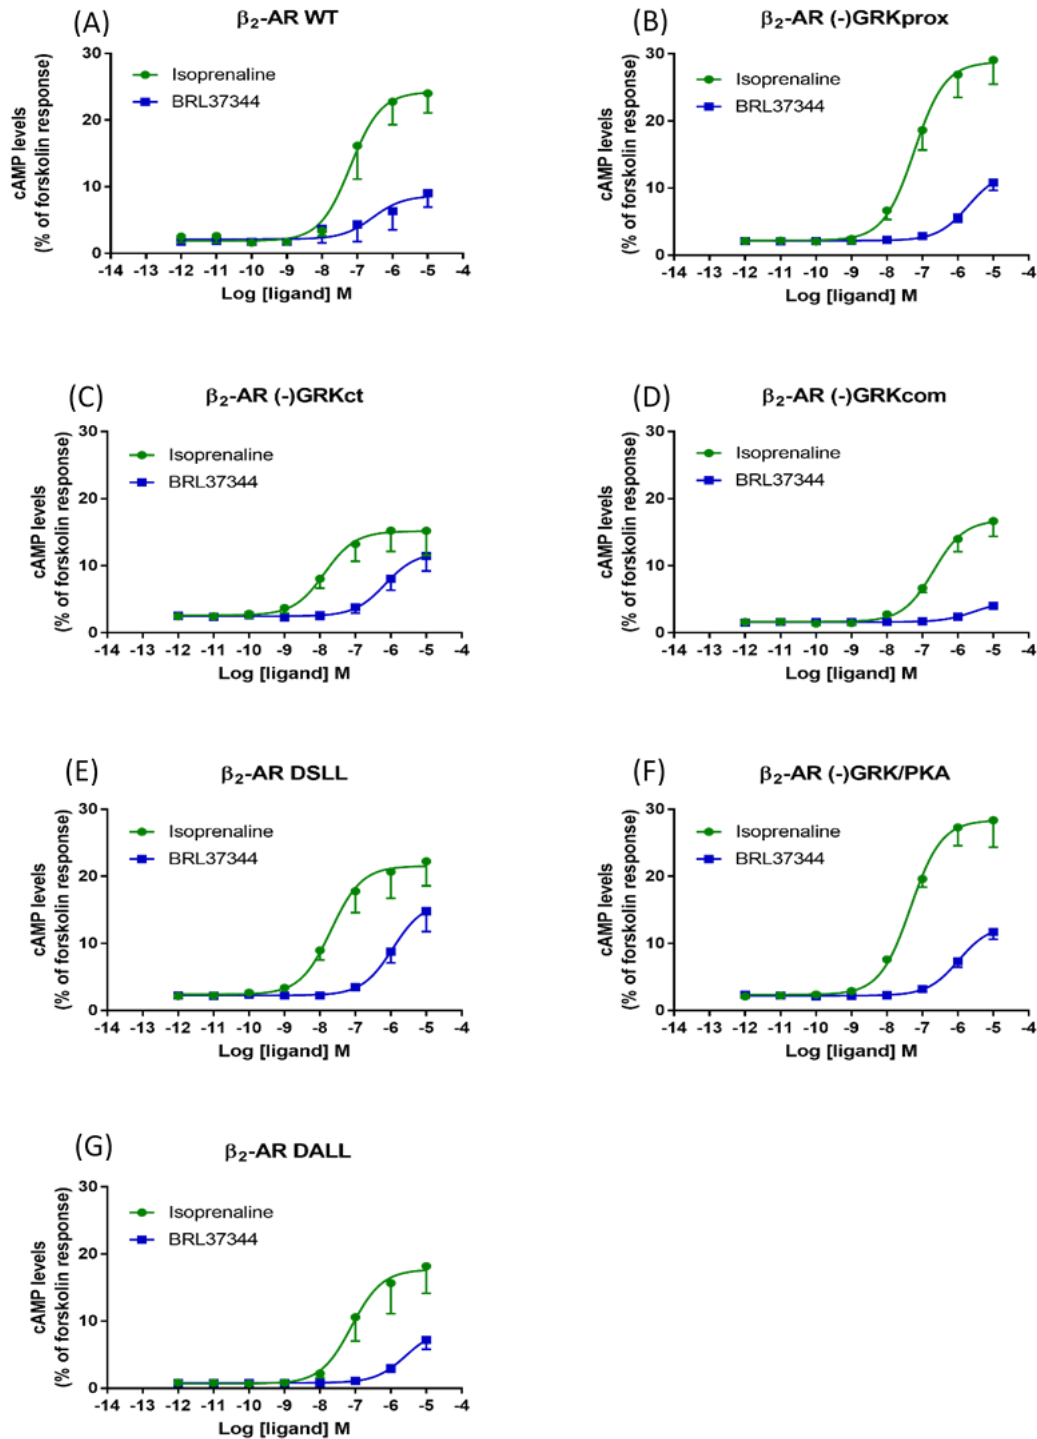 (A)
β₂-AR WT
30
20
10
0
cAMP levels
(% of forskolin response)
Isoprenaline
BRL37344
-14 -13 -12 -11 -10 -9 -8 -7 -6 -5 -4
Log [ligand] M
(B)
β₂-AR (-)GRKprox
30
20
10
0
cAMP levels
(% of forskolin response)
Isoprenaline
BRL37344
-14 -13 -12 -11 -10 -9 -8 -7 -6 -5 -4
Log [ligand] M
(C)
β₂-AR (-)GRKct
30
20
10
0
cAMP levels
(% of forskolin response)
Isoprenaline
BRL37344
-14 -13 -12 -11 -10 -9 -8 -7 -6 -5 -4
Log [ligand] M
(D)
β₂-AR (-)GRKcom
30
20
10
0
cAMP levels
(% of forskolin response)
Isoprenaline
BRL37344
-14 -13 -12 -11 -10 -9 -8 -7 -6 -5 -4
Log [ligand] M
(E)
β₂-AR DSLL
30
20
10
0
cAMP levels
(% of forskolin response)
Isoprenaline
BRL37344
-14 -13 -12 -11 -10 -9 -8 -7 -6 -5 -4
Log [ligand] M
(F)
β₂-AR (-)GRK/PKA
30
20
10
0
cAMP levels
(% of forskolin response)
Isoprenaline
BRL37344
-14 -13 -12 -11 -10 -9 -8 -7 -6 -5 -4
Log [ligand] M
(G)
β₂-AR DALL
30
20
10
0
cAMP levels
(% of forskolin response)
Isoprenaline
BRL37344
-14 -13 -12 -11 -10 -9 -8 -7 -6 -5 -4
Log [ligand] M